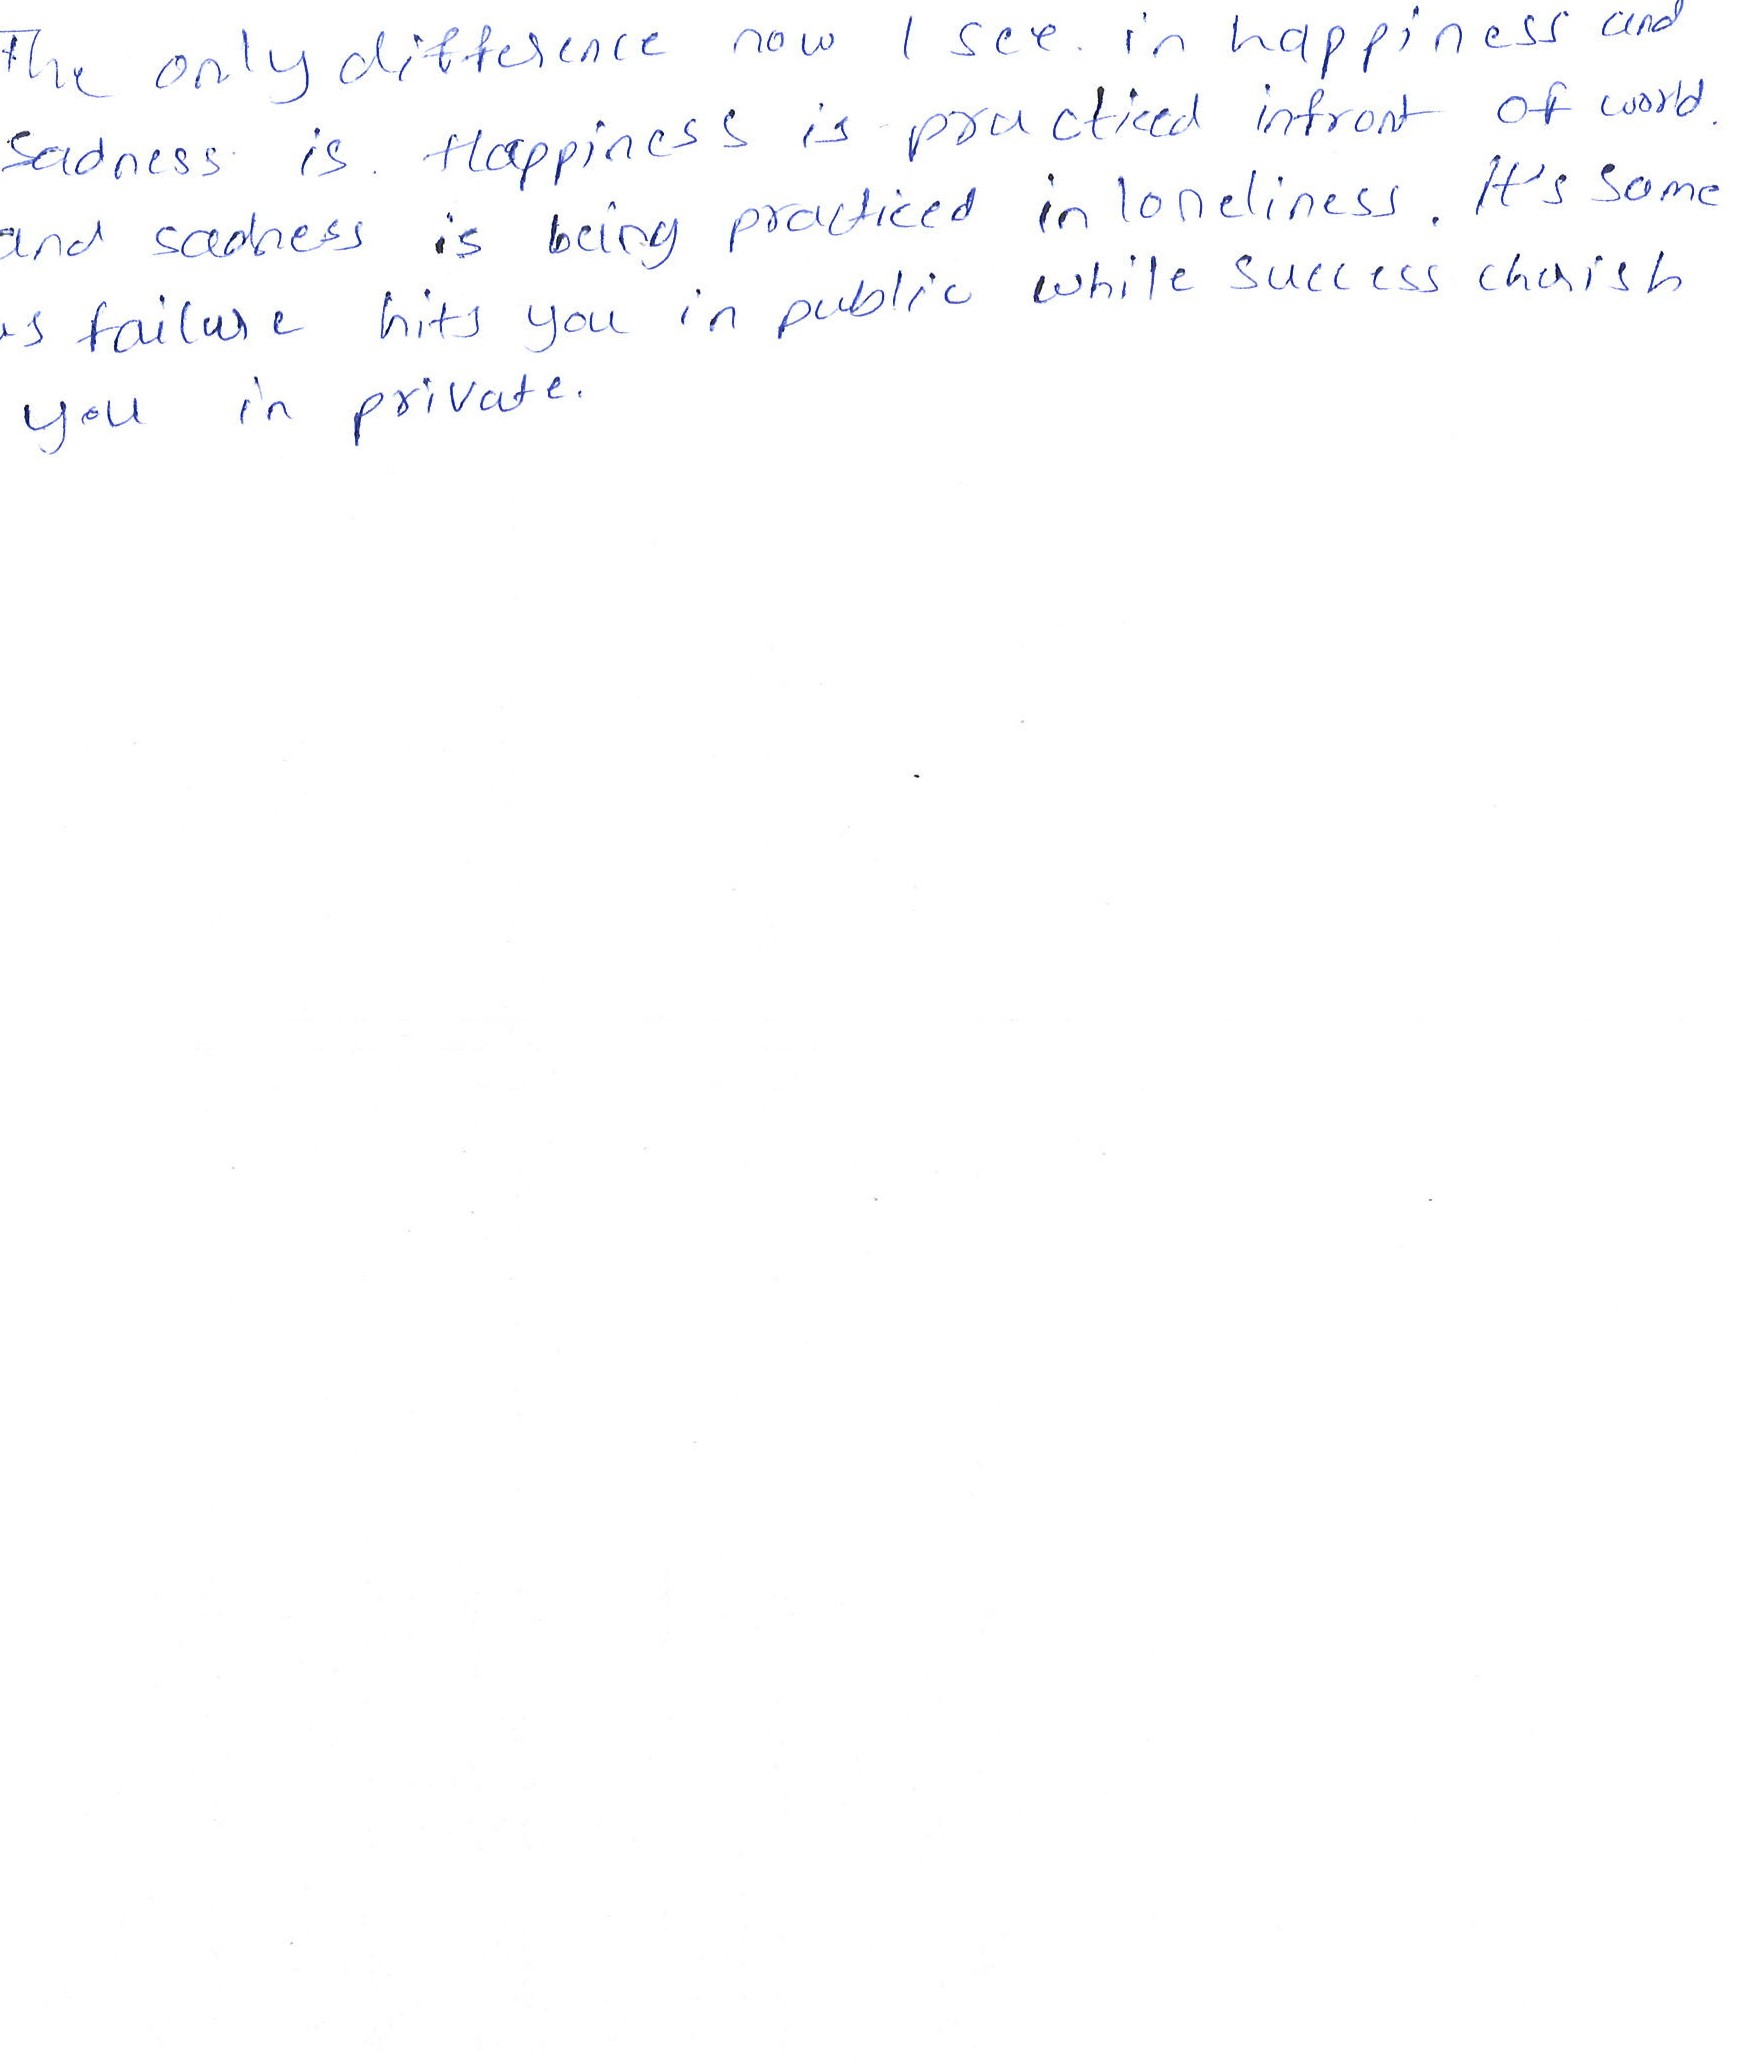 The only difference now I see. in happiness and
sadness is. Happiness is practiced infront of world.
and sadness is being practiced in loneliness. It's same
as failure hits you in public while success cherish
you in private.